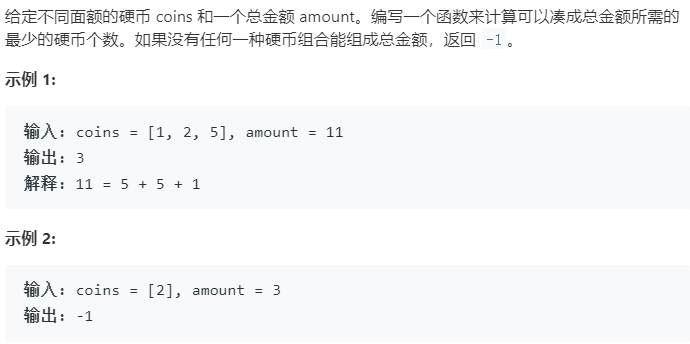 给定不同面额的硬币 coins 和一个总金额 amount。编写一个函数来计算可以凑成总金额所需的
最少的硬币个数。如果没有任何一种硬币组合能组成总金额，返回 -1。
示例 1:
输入: coins = [1, 2, 5], amount = 11
输出: 3
解释: 11 = 5 + 5 + 1
示例 2:
输入: coins = [2], amount = 3
输出: -1